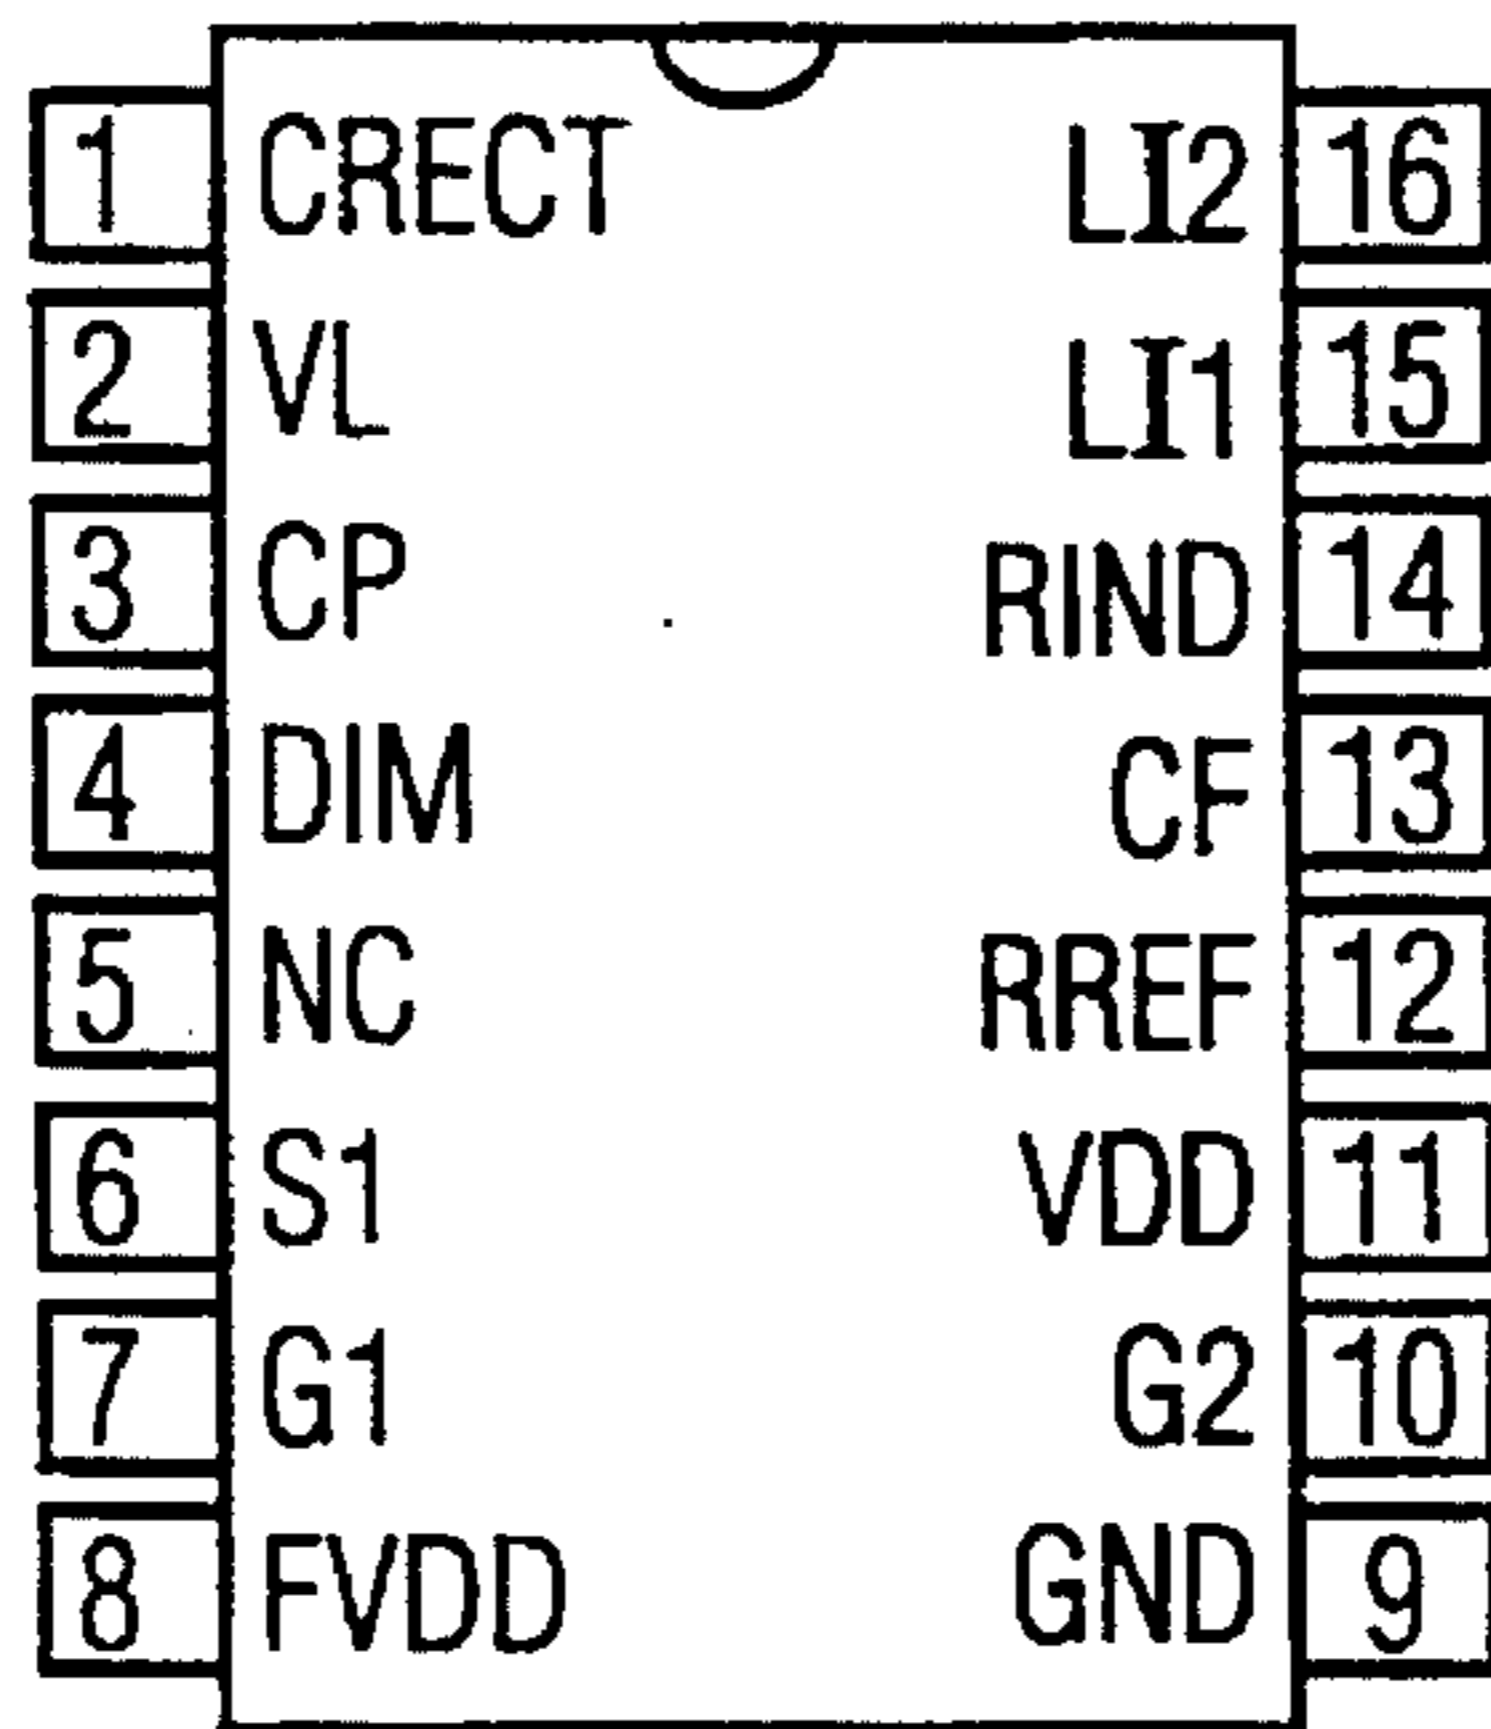 1 CRECT LI2 16
2 VL LI1 15
3 CP RIND 14
4 DIM CF 13
5 NC RREF 12
6 S1 VDD 11
7 G1 G2 10
8 FVDD GND 9